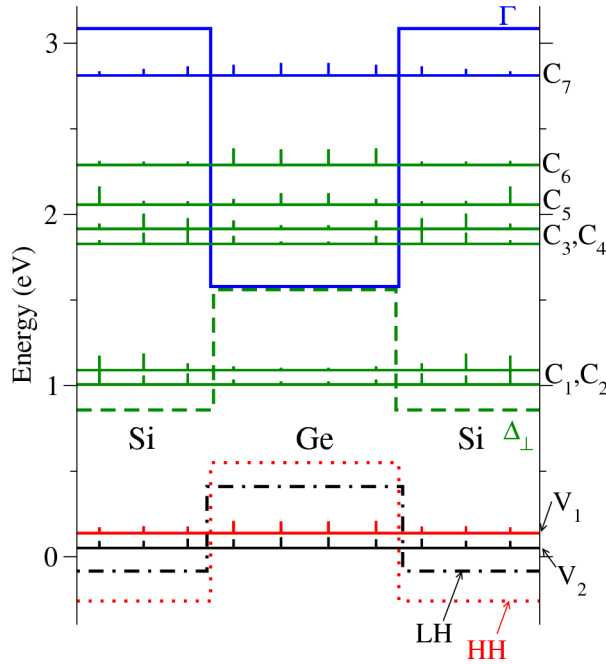 Γ
3
C₇
C₆
C₅
2
C₃,C₄
Energy (eV)
C₁,C₂
1
Si
Ge
Si
Δ⊥
V₁
0
V₂
LH
HH